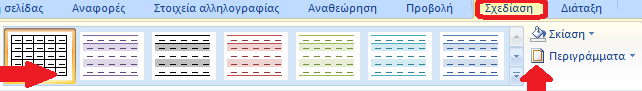 σελίδας Αναφορές Στοιχεία αλληλογραφίας Αναθεώρηση Προβολή Σχεδίαση Διάταξη
Σκίαση
Περιγράμματα